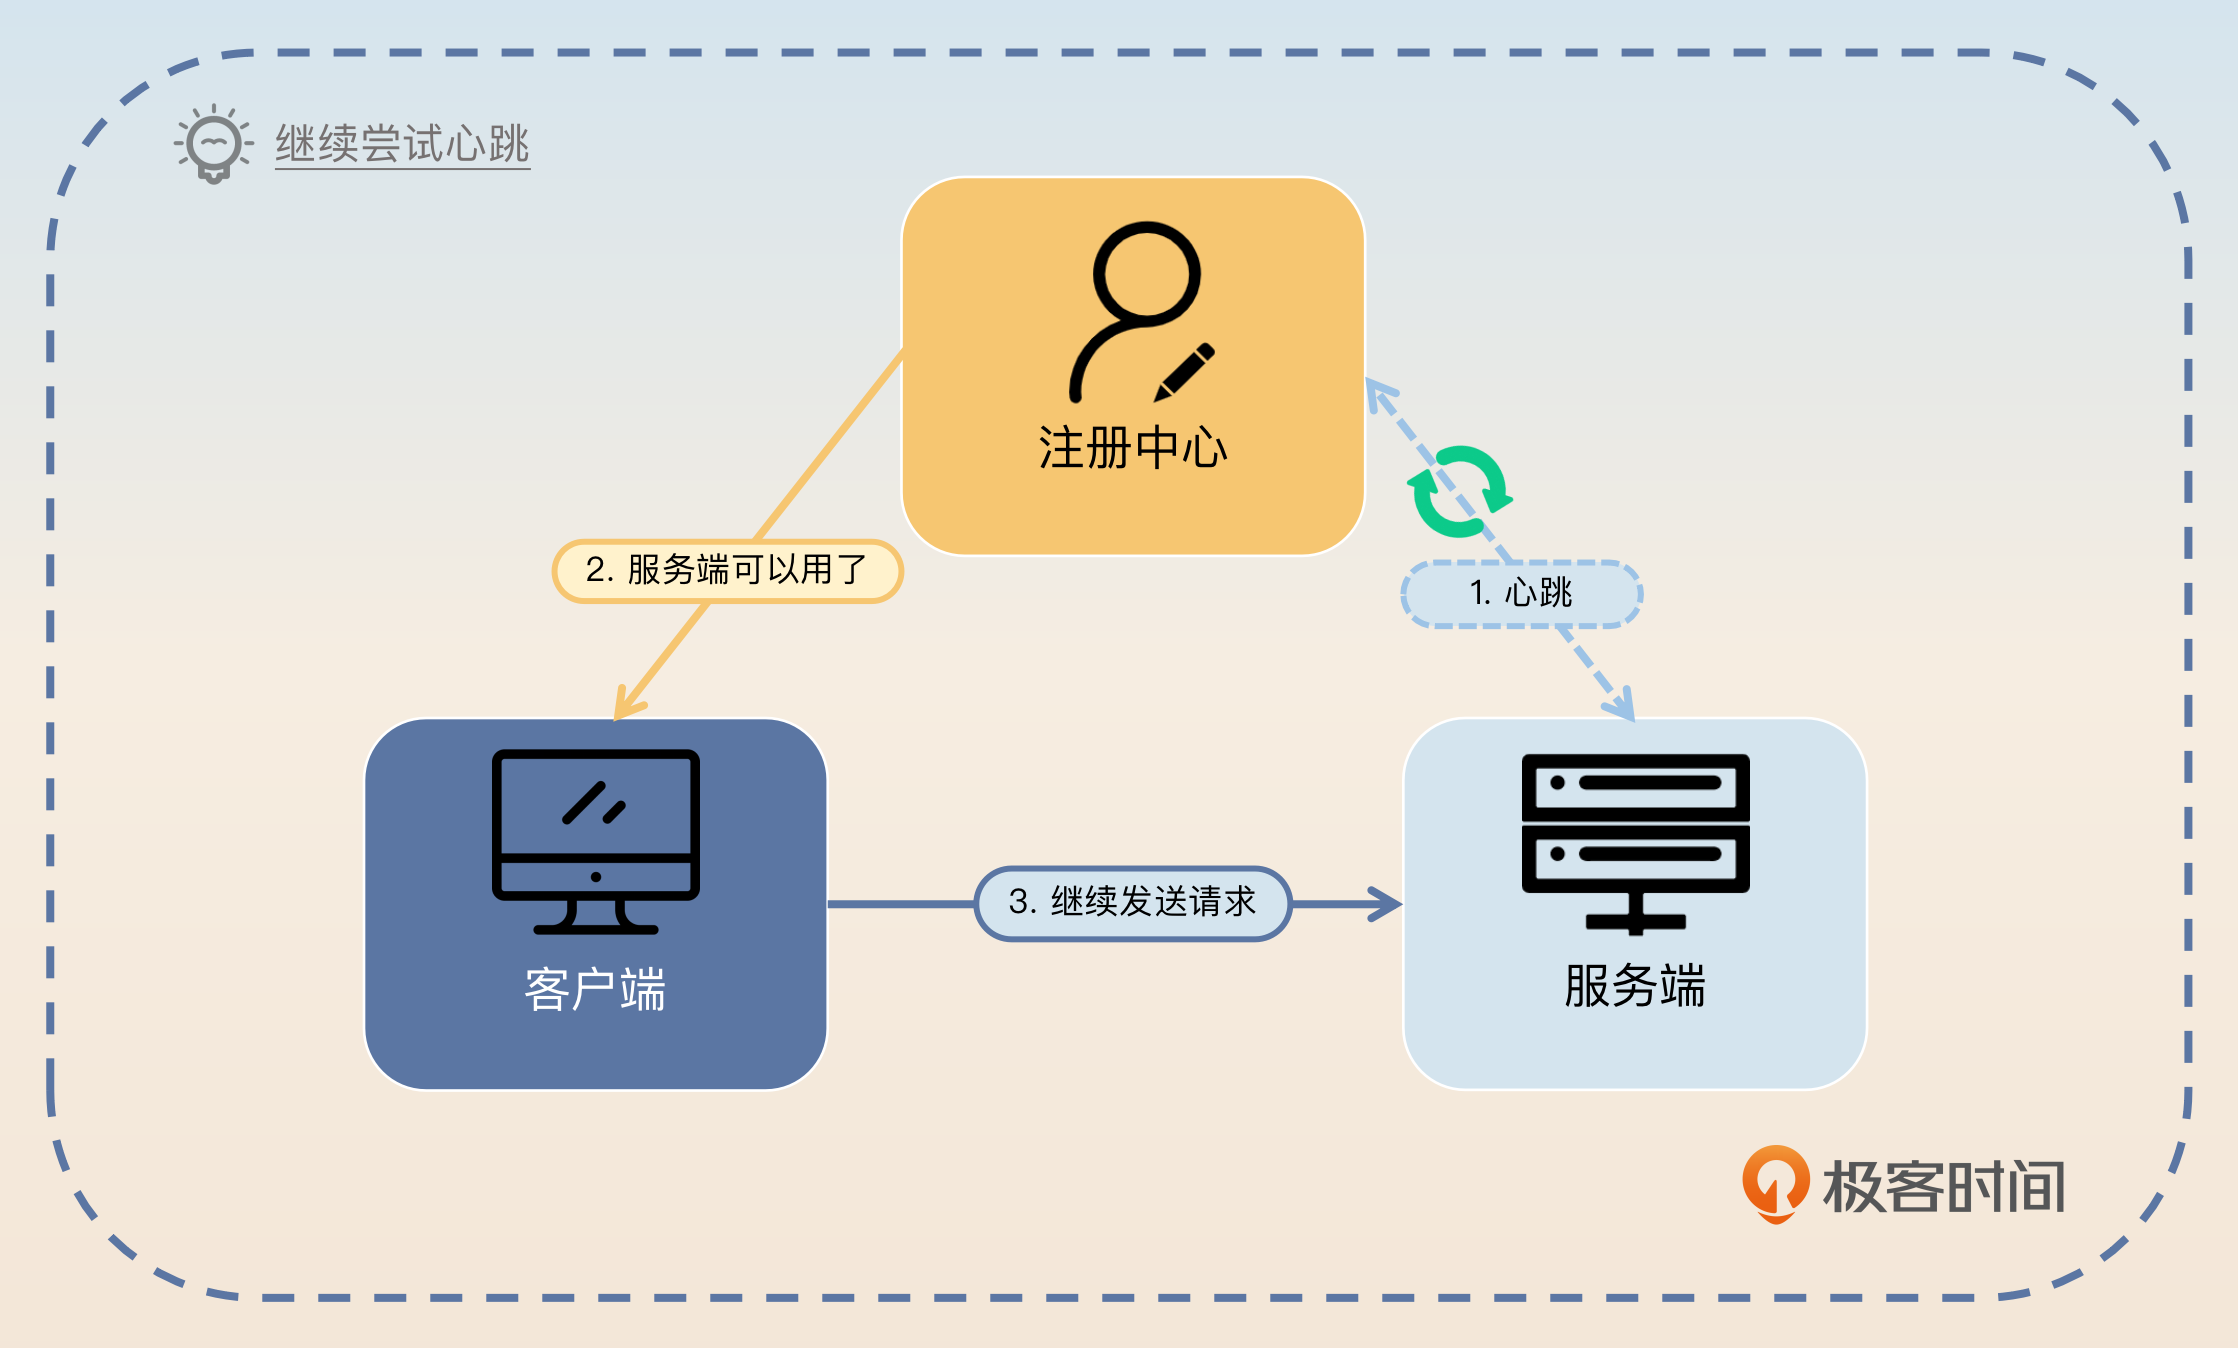 继续尝试心跳
注册中心
2. 服务端可以用了
1. 心跳
3. 继续发送请求
客户端
服务端
极客时间